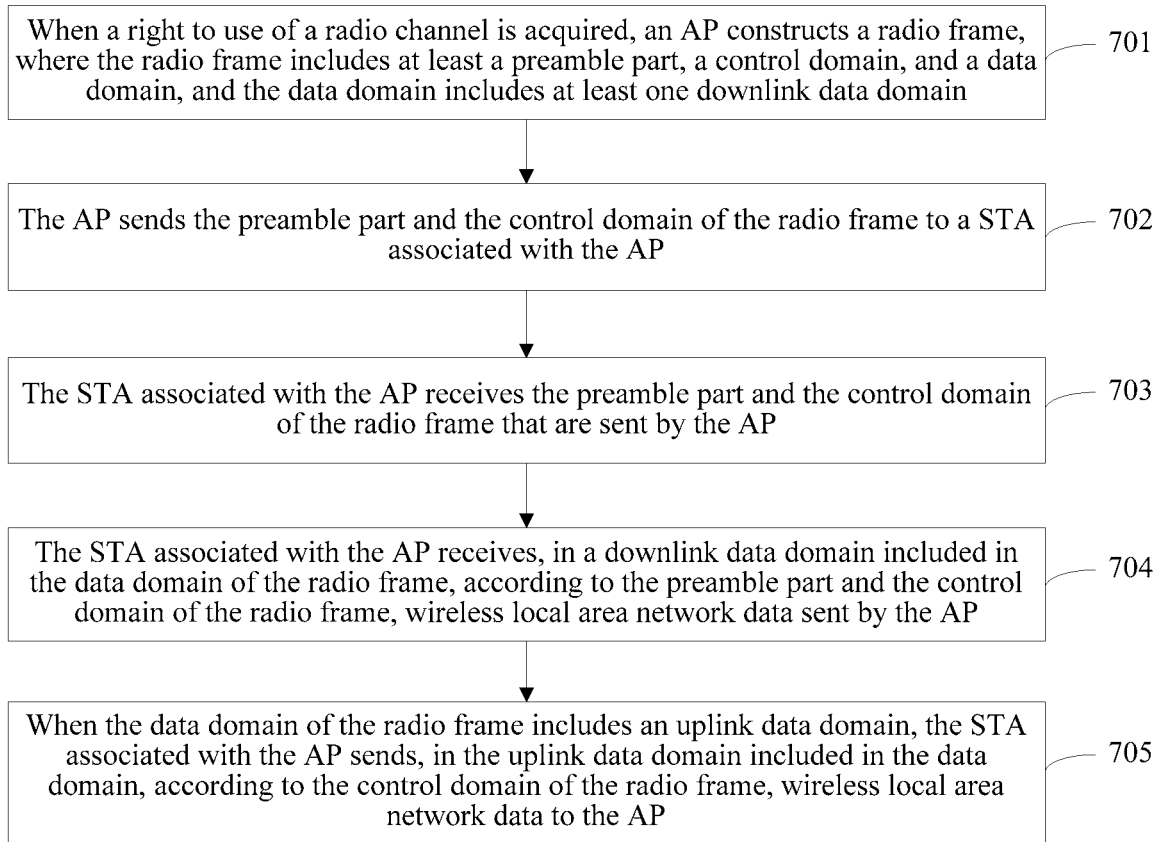 When a right to use of a radio channel is acquired, an AP constructs a radio frame,
where the radio frame includes at least a preamble part, a control domain, and a data
domain, and the data domain includes at least one downlink data domain
701
The AP sends the preamble part and the control domain of the radio frame to a STA
associated with the AP
702
The STA associated with the AP receives the preamble part and the control domain
of the radio frame that are sent by the AP
703
The STA associated with the AP receives, in a downlink data domain included in
the data domain of the radio frame, according to the preamble part and the control
domain of the radio frame, wireless local area network data sent by the AP
704
When the data domain of the radio frame includes an uplink data domain, the STA
associated with the AP sends, in the uplink data domain included in the data
domain, according to the control domain of the radio frame, wireless local area
network data to the AP
705